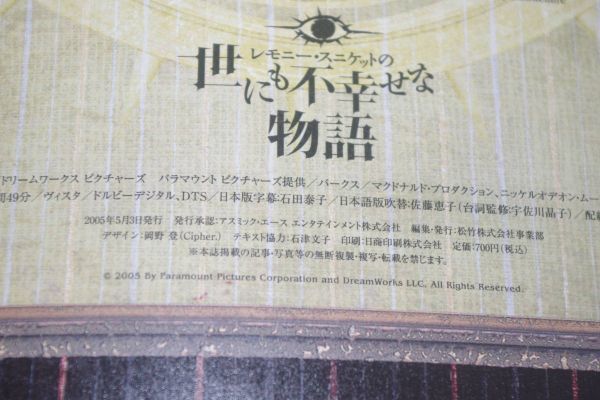 レモニー・スニケットの
世にも不幸せな
物語
ドリームワークス ピクチャーズ　パラマウント ピクチャーズ提供／パークス／マクドナルド・プロダクション、ニッケルオデオン・ムー
間49分／ヴィスタ／ドルビーデジタル、DTS／日本版字幕:石田泰子／日本語版吹替:佐藤恵子(台詞監修:宇佐川晶子)／配給
2005年5月3日発行　発行承認:アスミック・エース エンタテインメント株式会社　編集・発行:松竹株式会社事業部
デザイン:岡野 登(Cipher.)　テキスト協力:石津文子　印刷:日商印刷株式会社　定価:700円(税込)
※本誌掲載の記事・写真等の無断複製・複写・転載を禁じます。
© 2005 By Paramount Pictures Corporation and DreamWorks LLC. All Rights Reserved.